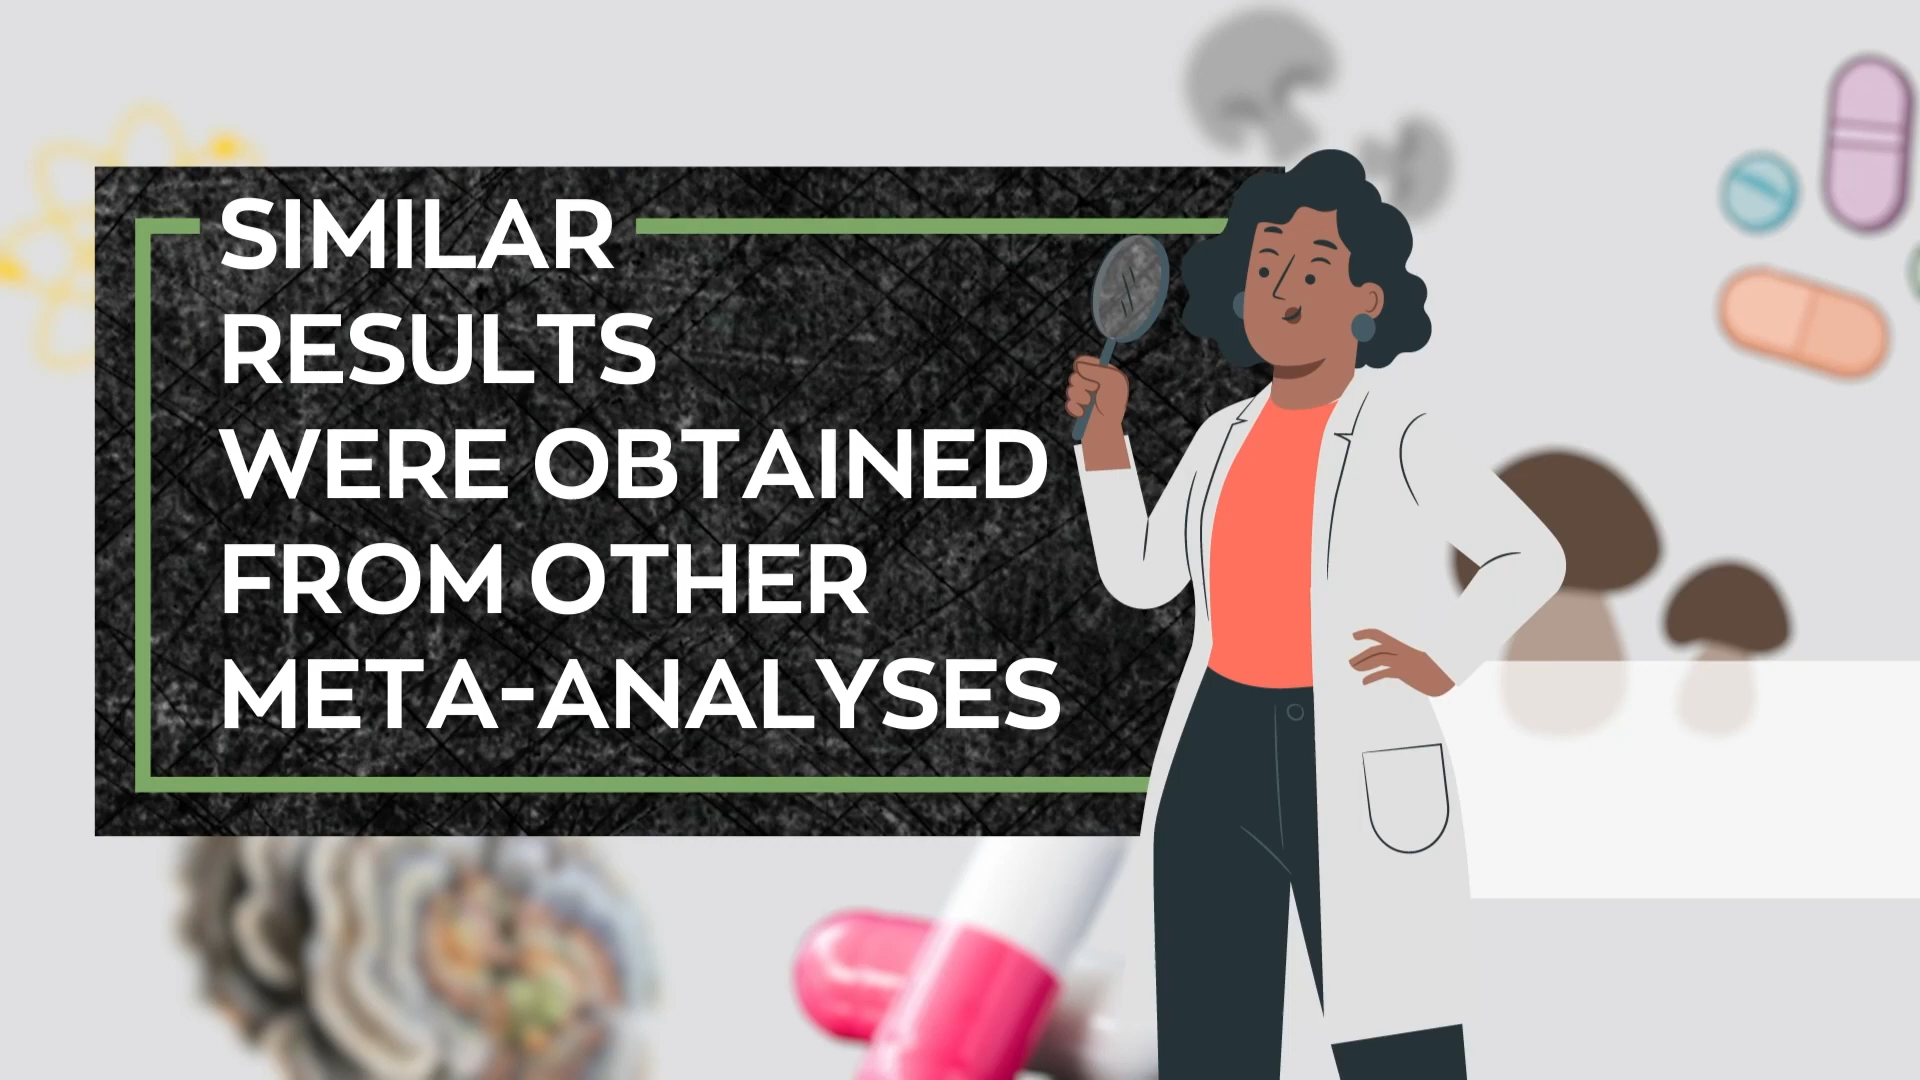 SIMILAR
RESULTS
WERE OBTAINED
FROM OTHER
META-ANALYSES